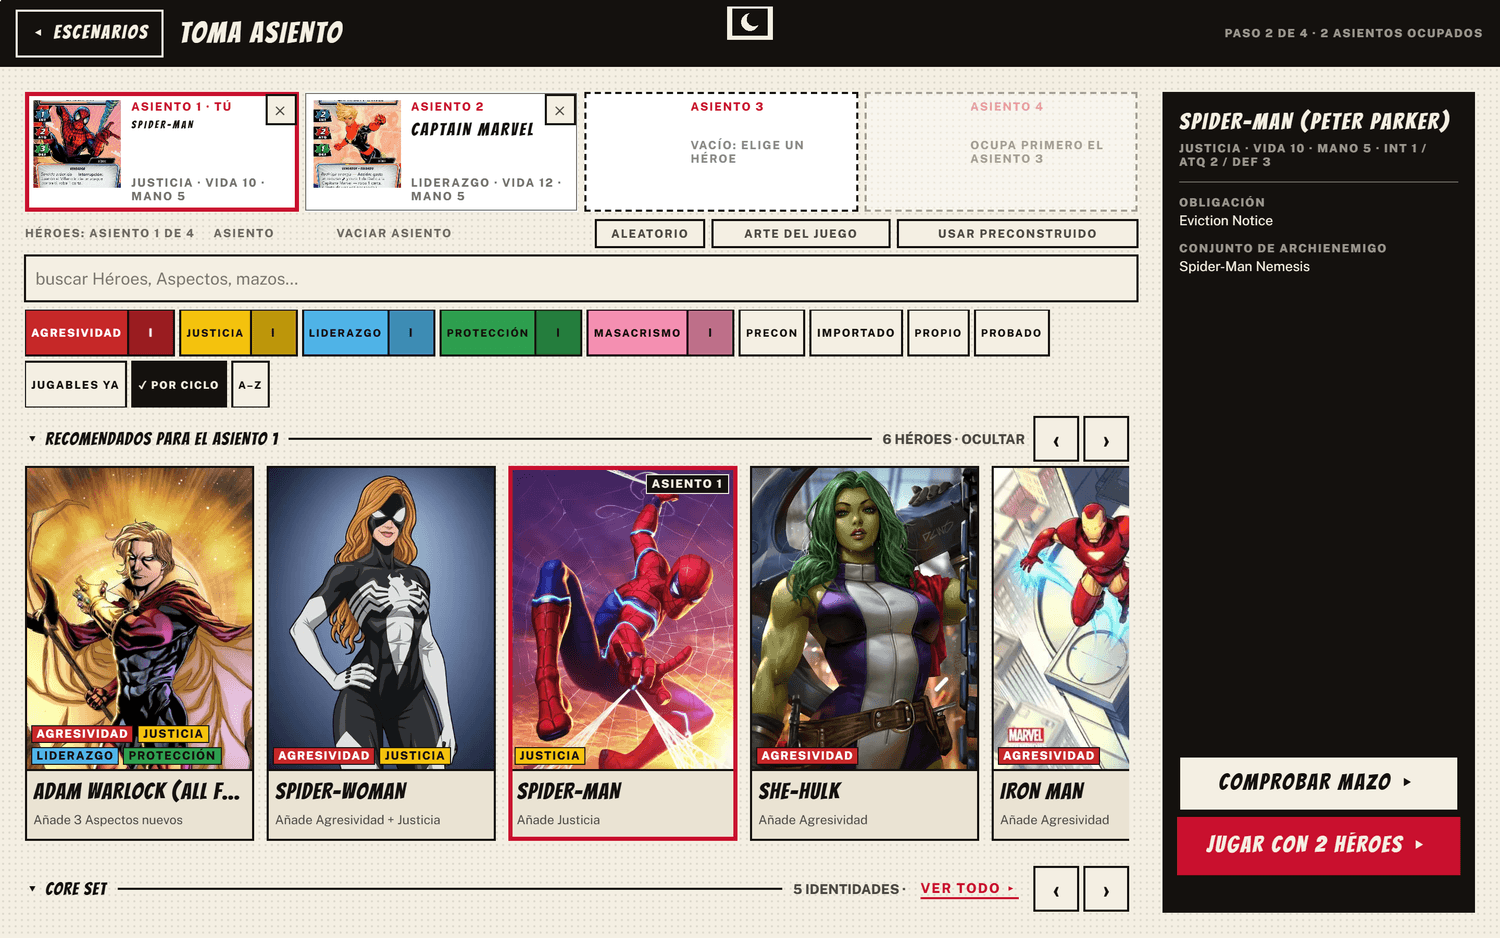 ◂ ESCENARIOS
TOMA ASIENTO
PASO 2 DE 4 · 2 ASIENTOS OCUPADOS
ASIENTO 1 · TÚ
SPIDER-MAN
JUSTICIA · VIDA 10 ·
MANO 5
×
ASIENTO 2
CAPTAIN MARVEL
LIDERAZGO · VIDA 12 ·
MANO 5
×
ASIENTO 3
VACÍO: ELIGE UN
HÉROE
ASIENTO 4
OCUPA PRIMERO EL
ASIENTO 3
HÉROES: ASIENTO 1 DE 4 ASIENTO VACIAR ASIENTO
ALEATORIO
ARTE DEL JUEGO
USAR PRECONSTRUIDO
buscar Héroes, Aspectos, mazos...
AGRESIVIDAD I
JUSTICIA I
LIDERAZGO I
PROTECCIÓN I
MASACRISMO I
PRECON
IMPORTADO
PROPIO
PROBADO
JUGABLES YA
✓ POR CICLO
A–Z
▾ RECOMENDADOS PARA EL ASIENTO 1
6 HÉROES · OCULTAR
‹ ›
AGRESIVIDAD JUSTICIA
LIDERAZGO PROTECCIÓN
ADAM WARLOCK (ALL F...
Añade 3 Aspectos nuevos
AGRESIVIDAD JUSTICIA
SPIDER-WOMAN
Añade Agresividad + Justicia
ASIENTO 1
JUSTICIA
SPIDER-MAN
Añade Justicia
AGRESIVIDAD
SHE-HULK
Añade Agresividad
MARVEL
AGRESIVIDAD
IRON MAN
Añade Agresividad
▾ CORE SET
5 IDENTIDADES ·
VER TODO ▸
‹ ›
SPIDER-MAN (PETER PARKER)
JUSTICIA · VIDA 10 · MANO 5 · INT 1 /
ATQ 2 / DEF 3
OBLIGACIÓN
Eviction Notice
CONJUNTO DE ARCHIENEMIGO
Spider-Man Nemesis
COMPROBAR MAZO ▸
JUGAR CON 2 HÉROES ▸